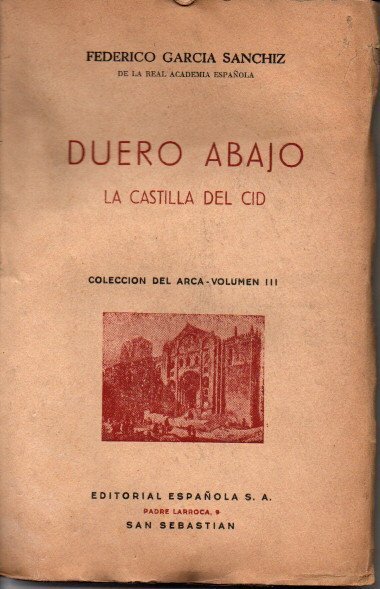 FEDERICO GARCIA SANCHIZ
DE LA REAL ACADEMIA ESPAÑOLA
DUERO ABAJO
LA CASTILLA DEL CID
COLECCION DEL ARCA - VOLUMEN III
EDITORIAL ESPAÑOLA S. A.
PADRE LARROCA, 9
SAN SEBASTIAN